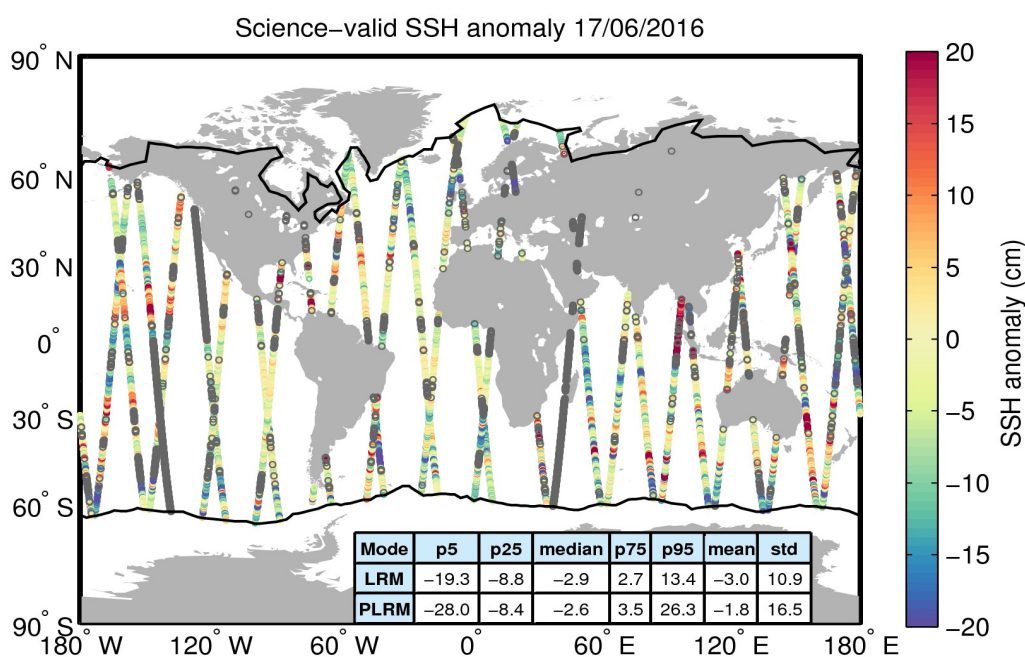 Science−valid SSH anomaly 17/06/2016
90° N
60° N
30° N
0°
30° S
60° S
90° S
180° W
120° W
60° W
0°
60° E
120° E
180° E
Mode p5 p25 median p75 p95 mean std
LRM −19.3 −8.8 −2.9 2.7 13.4 −3.0 10.9
PLRM −28.0 −8.4 −2.6 3.5 26.3 −1.8 16.5
20
15
10
5
0
−5
−10
−15
−20
SSH anomaly (cm)